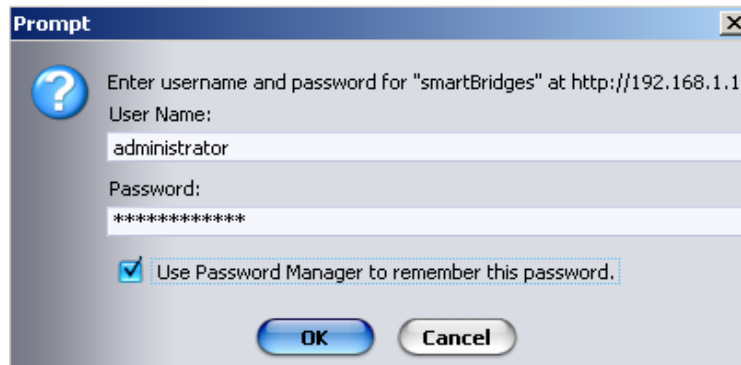 Prompt
Enter username and password for "smartBridges" at http://192.168.1.1
User Name:
administrator
Password:
************
Use Password Manager to remember this password.
OK
Cancel